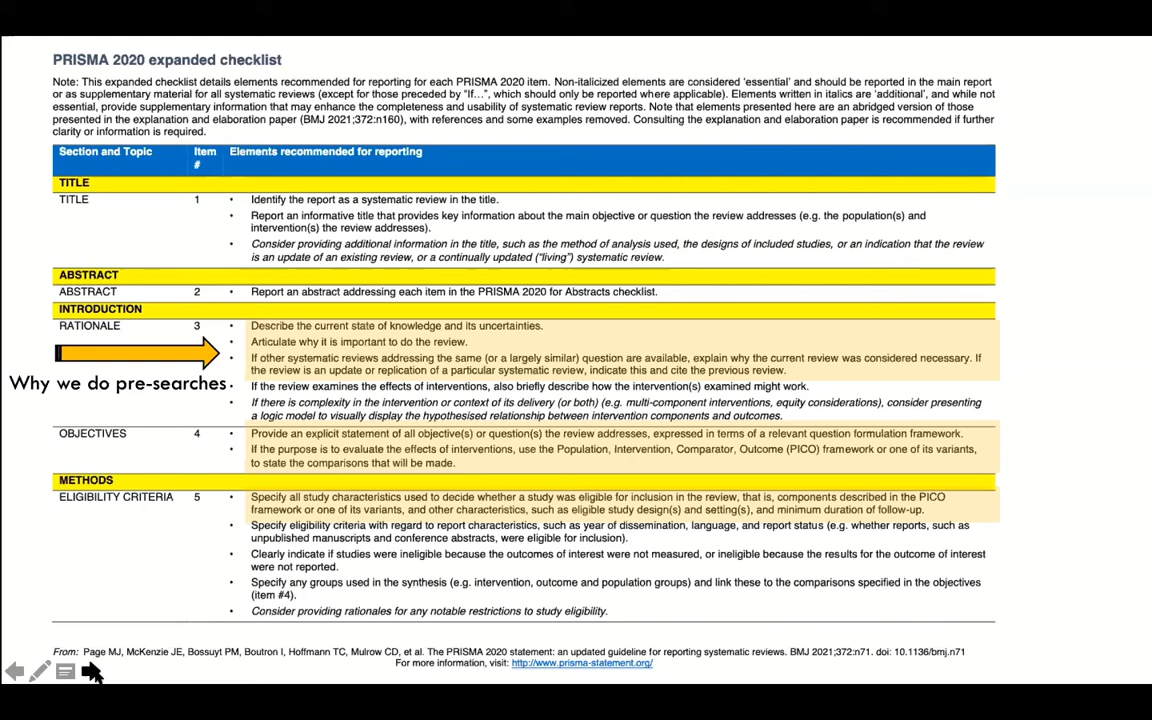 PRISMA 2020 expanded checklist
Note: This expanded checklist details elements recommended for reporting for each PRISMA 2020 item. Non-italicized elements are considered ‘essential’ and should be reported in the main report
or as supplementary material for all systematic reviews (except for those preceded by “If…”, which should only be reported where applicable). Elements written in italics are ‘additional’, and while not
essential, provide supplementary information that may enhance the completeness and usability of systematic review reports. Note that elements presented here are an abridged version of those
presented in the explanation and elaboration paper (BMJ 2021;372:n160), with references and some examples removed. Consulting the explanation and elaboration paper is recommended if further
clarity or information is required.
Section and Topic Item # Elements recommended for reporting
TITLE
TITLE 1 • Identify the report as a systematic review in the title.
• Report an informative title that provides key information about the main objective or question the review addresses (e.g. the population(s) and
intervention(s) the review addresses).
• Consider providing additional information in the title, such as the method of analysis used, the designs of included studies, or an indication that the review
is an update of an existing review, or a continually updated (“living”) systematic review.
ABSTRACT
ABSTRACT 2 • Report an abstract addressing each item in the PRISMA 2020 for Abstracts checklist.
INTRODUCTION
RATIONALE 3 • Describe the current state of knowledge and its uncertainties.
• Articulate why it is important to do the review.
• If other systematic reviews addressing the same (or a largely similar) question are available, explain why the current review was considered necessary. If
the review is an update or replication of a particular systematic review, indicate this and cite the previous review.
Why we do pre-searches
• If the review examines the effects of interventions, also briefly describe how the intervention(s) examined might work.
• If there is complexity in the intervention or context of its delivery (or both) (e.g. multi-component interventions, equity considerations), consider presenting
a logic model to visually display the hypothesised relationship between intervention components and outcomes.
OBJECTIVES 4 • Provide an explicit statement of all objective(s) or question(s) the review addresses, expressed in terms of a relevant question formulation framework.
• If the purpose is to evaluate the effects of interventions, use the Population, Intervention, Comparator, Outcome (PICO) framework or one of its variants,
to state the comparisons that will be made.
METHODS
ELIGIBILITY CRITERIA 5 • Specify all study characteristics used to decide whether a study was eligible for inclusion in the review, that is, components described in the PICO
framework or one of its variants, and other characteristics, such as eligible study design(s) and setting(s), and minimum duration of follow-up.
• Specify eligibility criteria with regard to report characteristics, such as year of dissemination, language, and report status (e.g. whether reports, such as
unpublished manuscripts and conference abstracts, were eligible for inclusion).
• Clearly indicate if studies were ineligible because the outcomes of interest were not measured, or ineligible because the results for the outcome of interest
were not reported.
• Specify any groups used in the synthesis (e.g. intervention, outcome and population groups) and link these to the comparisons specified in the objectives
(item #4).
• Consider providing rationales for any notable restrictions to study eligibility.
From: Page MJ, McKenzie JE, Bossuyt PM, Boutron I, Hoffmann TC, Mulrow CD, et al. The PRISMA 2020 statement: an updated guideline for reporting systematic reviews. BMJ 2021;372:n71. doi: 10.1136/bmj.n71
For more information, visit: http://www.prisma-statement.org/